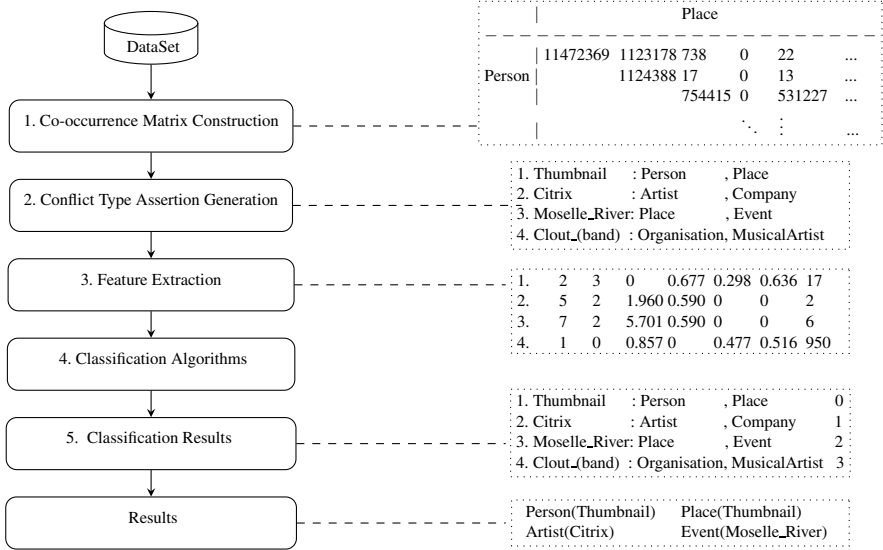 DataSet
1. Co-occurrence Matrix Construction
2. Conflict Type Assertion Generation
3. Feature Extraction
4. Classification Algorithms
5. Classification Results
Results
| Place
Person | 11472369 1123178 738 0 22 ...
1124388 17 0 13 ...
| 754415 0 531227 ...
| ⋱ ⋮ ...
1. Thumbnail : Person , Place
2. Citrix : Artist , Company
3. Moselle_River: Place , Event
4. Clout_(band) : Organisation, MusicalArtist
1. 2 3 0 0.677 0.298 0.636 17
2. 5 2 1.960 0.590 0 0 2
3. 7 2 5.701 0.590 0 0 6
4. 1 0 0.857 0 0.477 0.516 950
1. Thumbnail : Person , Place 0
2. Citrix : Artist , Company 1
3. Moselle_River: Place , Event 2
4. Clout_(band) : Organisation, MusicalArtist 3
Person(Thumbnail) Place(Thumbnail)
Artist(Citrix) Event(Moselle_River)